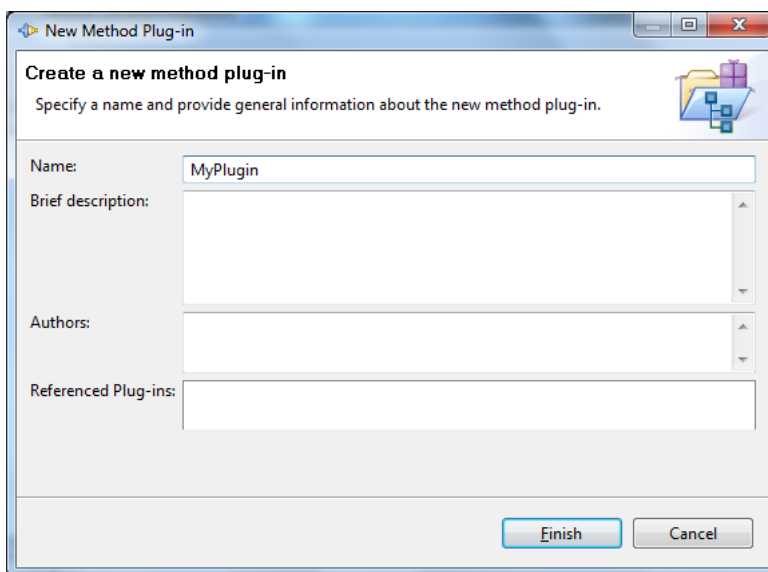 New Method Plug-in
Create a new method plug-in
Specify a name and provide general information about the new method plug-in.
Name:
MyPlugin
Brief description:
Authors:
Referenced Plug-ins:
Finish
Cancel